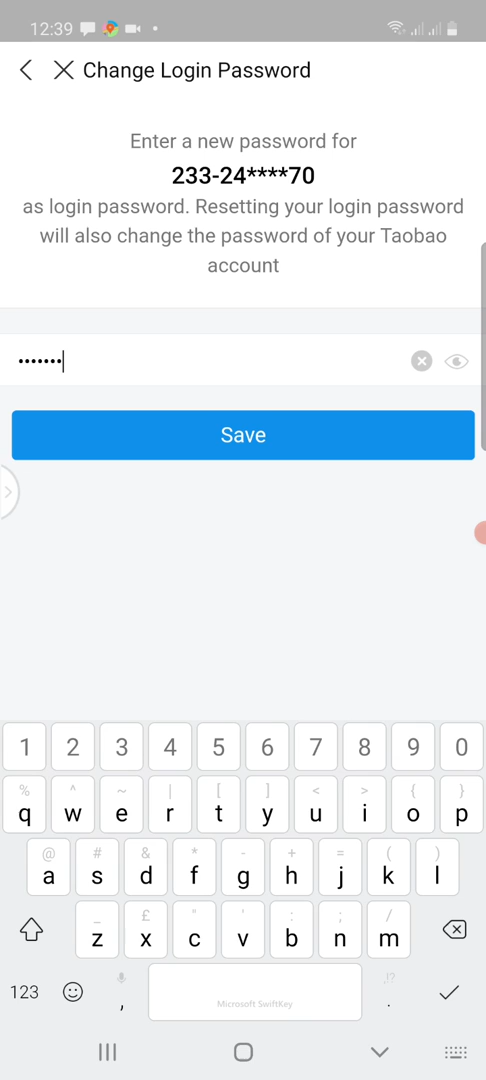 12:39
Change Login Password
Enter a new password for
233-24****70
as login password. Resetting your login password
will also change the password of your Taobao
account
•••••••
Save
1 2 3 4 5 6 7 8 9 0
% ^ ~ | [ ] < > { }
q w e r t y u i o p
@ # & * - + = ( )
a s d f g h j k l
_ £ " ' : ; /
z x c v b n m
123 , Microsoft SwiftKey ,!? .